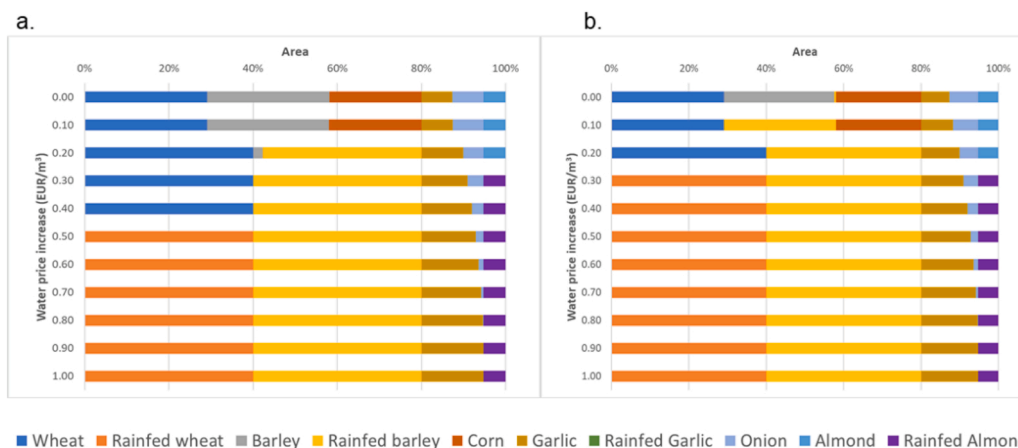 a.
b.
Area
Area
0% 20% 40% 60% 80% 100%
0% 20% 40% 60% 80% 100%
Water price increase (EUR/m³)
0.00
0.10
0.20
0.30
0.40
0.50
0.60
0.70
0.80
0.90
1.00
Water price increase (EUR/m³)
0.00
0.10
0.20
0.30
0.40
0.50
0.60
0.70
0.80
0.90
1.00
Wheat Rainfed wheat Barley Rainfed barley Corn Garlic Rainfed Garlic Onion Almond Rainfed Almond